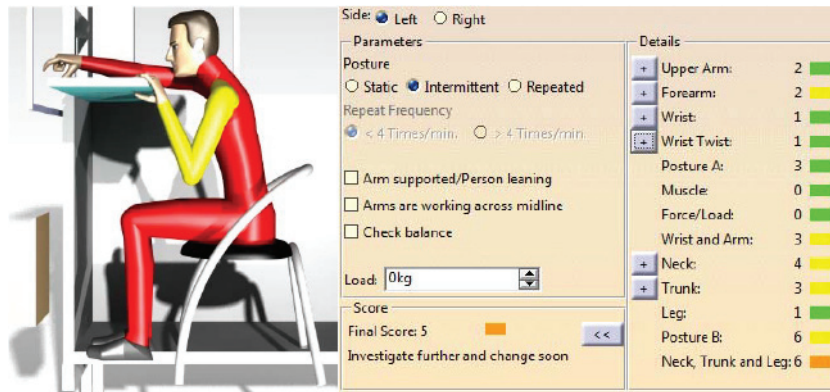 Side: Left Right
Parameters
Posture
Static Intermittent Repeated
Repeat Frequency
< 4 Times/min. > 4 Times/min.
Arm supported/Person leaning
Arms are working across midline
Check balance
Load: 0kg
Score
Final Score: 5 <<
Investigate further and change soon
Details
+ Upper Arm: 2
+ Forearm: 2
+ Wrist: 1
+ Wrist Twist: 1
Posture A: 3
Muscle: 0
Force/Load: 0
Wrist and Arm: 3
+ Neck: 4
+ Trunk: 3
Leg: 1
Posture B: 6
Neck, Trunk and Leg: 6